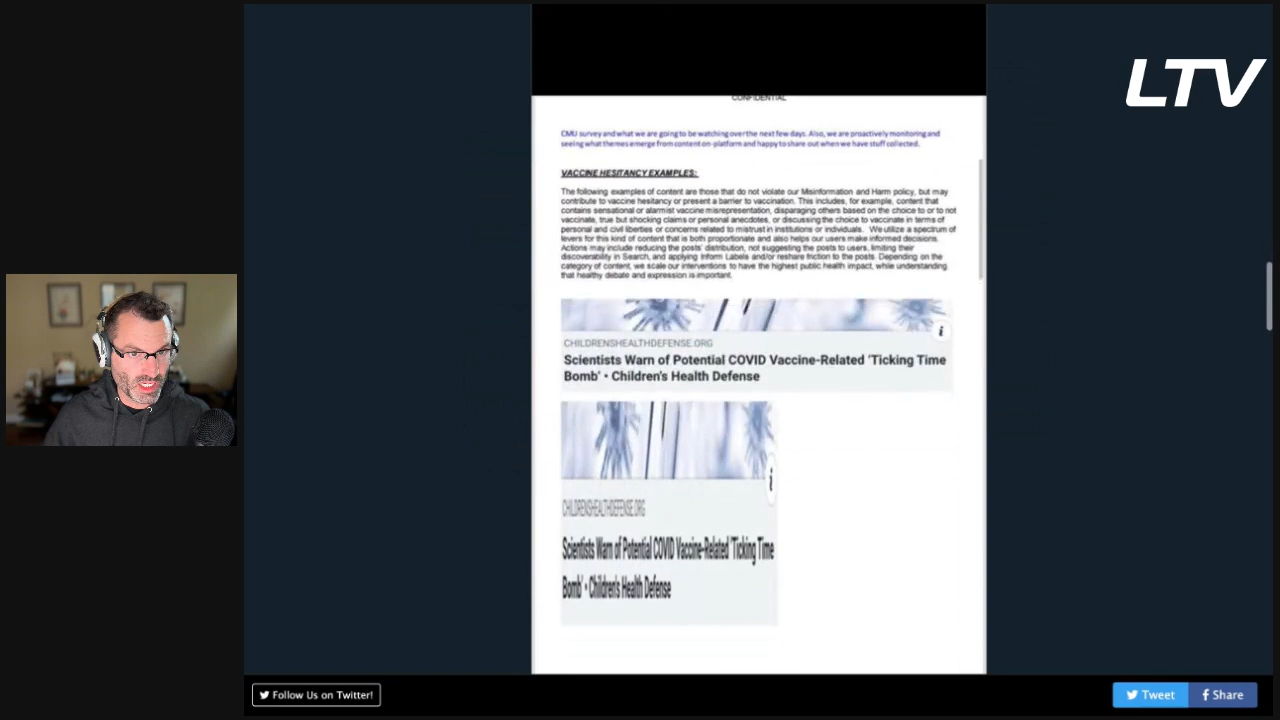 LTV
CONFIDENTIAL
CMU survey and what we are going to be watching over the next few days. Also, we are proactively monitoring and
seeing what themes emerge from content on-platform and happy to share out when we have stuff collected.
VACCINE HESITANCY EXAMPLES:
The following examples of content are those that do not violate our Misinformation and Harm policy, but may
contribute to vaccine hesitancy or present a barrier to vaccination. This includes, for example, content that
contains sensational or alarmist vaccine misrepresentation, disparaging others based on the choice to or to not
vaccinate, true but shocking claims or personal anecdotes, or discussing the choice to vaccinate in terms of
personal and civil liberties or concerns related to mistrust in institutions or individuals. We utilize a spectrum of
levers for this kind of content that is both proportionate and also helps our users make informed decisions.
Actions may include reducing the posts' distribution, not suggesting the posts to users, limiting their
discoverability in Search, and applying Inform Labels and/or reshare friction to the posts. Depending on the
category of content, we scale our interventions to have the highest public health impact, while understanding
that healthy debate and expression is important.
i
CHILDRENSHEALTHDEFENSE.ORG
Scientists Warn of Potential COVID Vaccine-Related 'Ticking Time
Bomb' • Children's Health Defense
i
CHILDRENSHEALTHDEFENSE.ORG
Scientists Warn of Potential COVID Vaccine-Related 'Ticking Time
Bomb' • Children's Health Defense
Follow Us on Twitter!
Tweet
Share